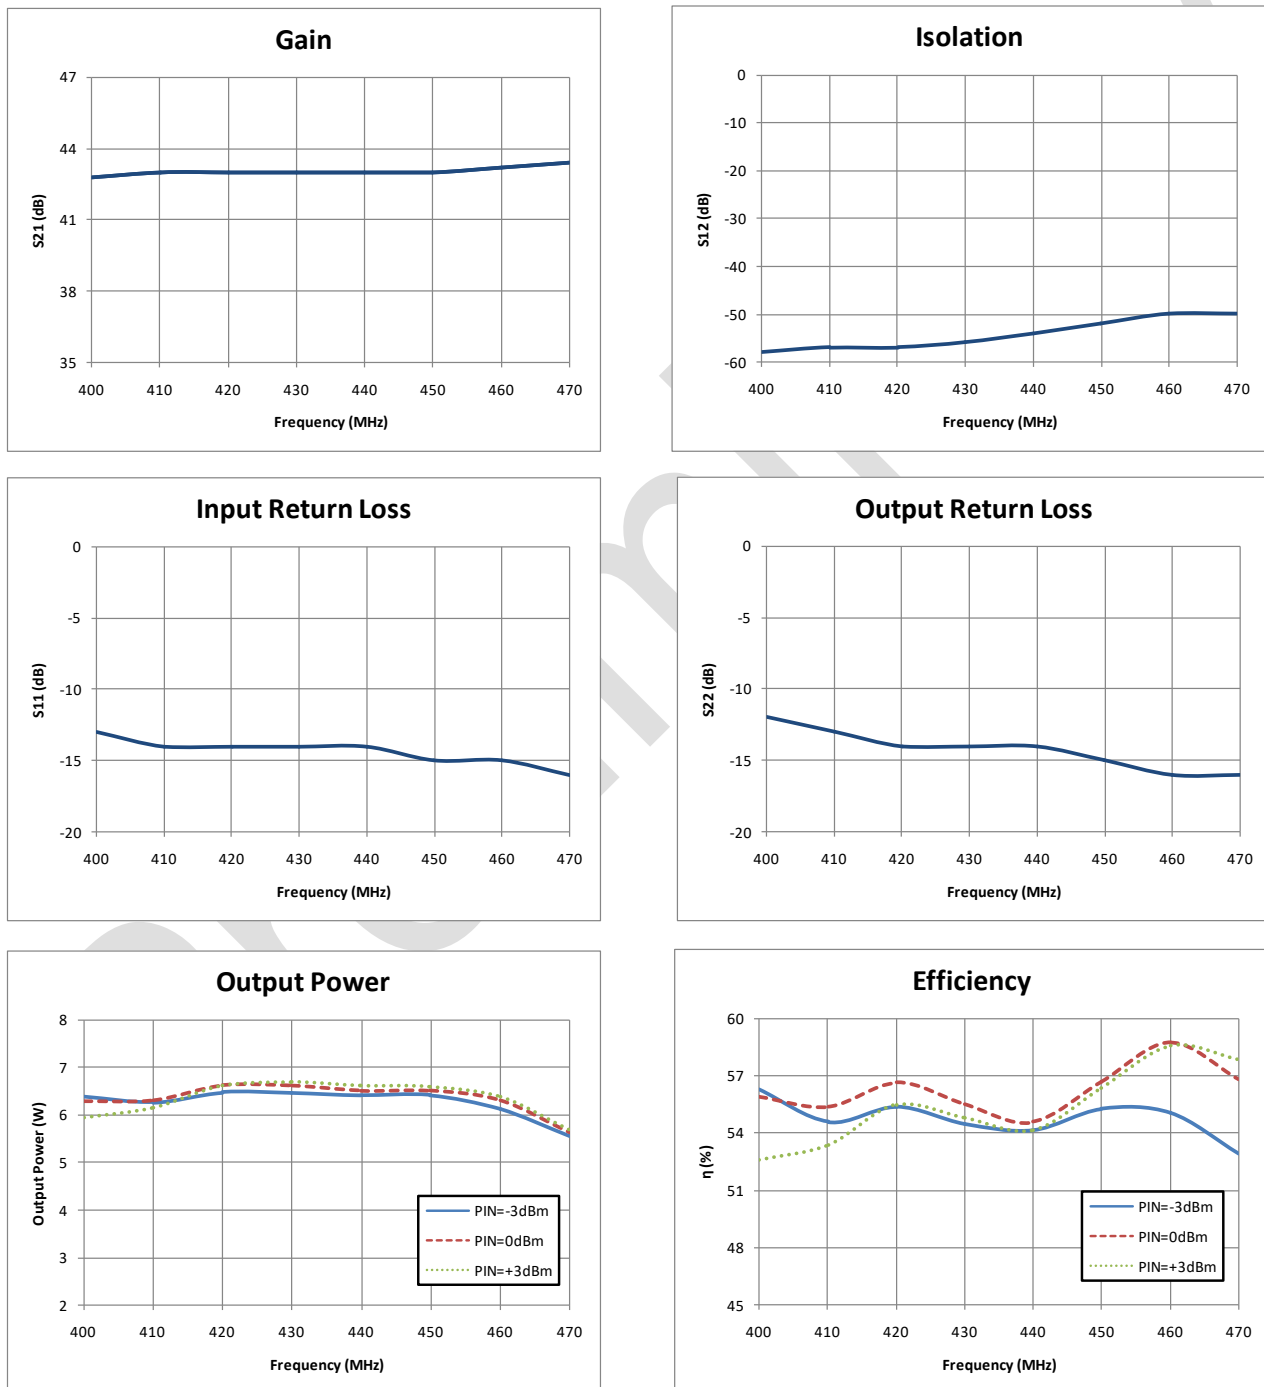 Gain
47
44
41
38
35
S21 (dB)
400 410 420 430 440 450 460 470
Frequency (MHz)
Isolation
0
-10
-20
-30
-40
-50
-60
S12 (dB)
400 410 420 430 440 450 460 470
Frequency (MHz)
Input Return Loss
0
-5
-10
-15
-20
S11 (dB)
400 410 420 430 440 450 460 470
Frequency (MHz)
Output Return Loss
0
-5
-10
-15
-20
S22 (dB)
400 410 420 430 440 450 460 470
Frequency (MHz)
Output Power
8
7
6
5
4
3
2
Output Power (W)
PIN=-3dBm
PIN=0dBm
PIN=+3dBm
400 410 420 430 440 450 460 470
Frequency (MHz)
Efficiency
60
57
54
51
48
45
η (%)
PIN=-3dBm
PIN=0dBm
PIN=+3dBm
400 410 420 430 440 450 460 470
Frequency (MHz)